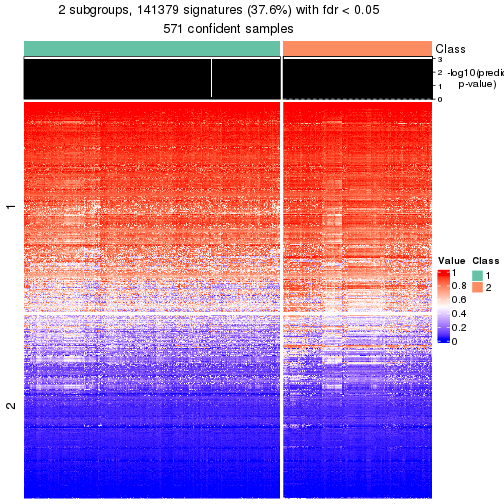 2 subgroups, 141379 signatures (37.6%) with fdr < 0.05
571 confident samples
Class
3
2
1
0
-log10(predic
p-value)
1
2
Value
1
0.8
0.6
0.4
0.2
0
Class
1
2